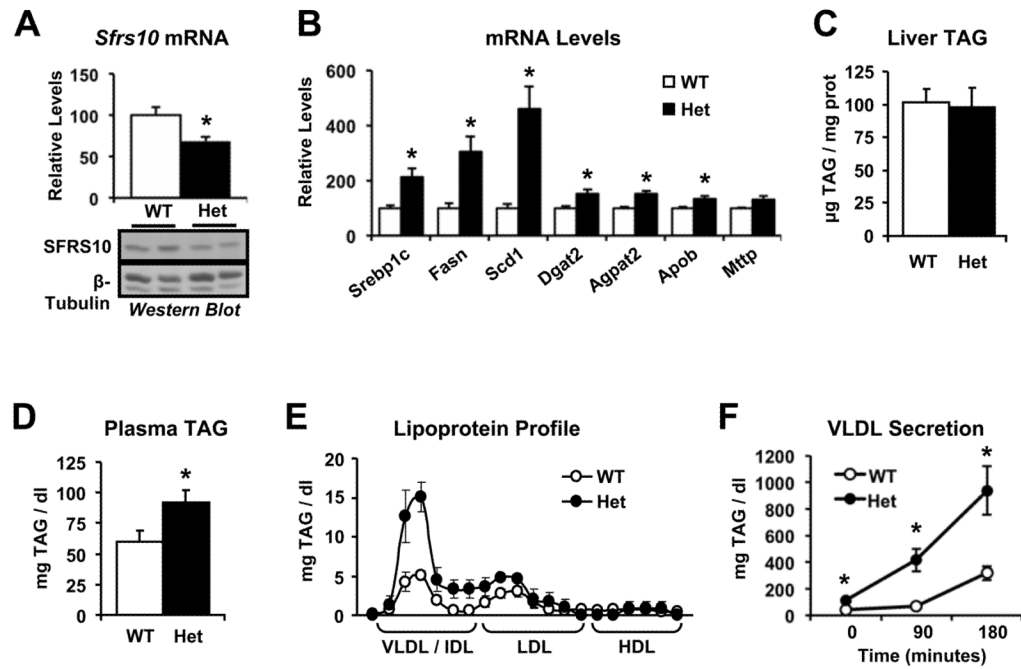 A
Sfrs10 mRNA
Relative Levels
150
100
50
0
*
WT
Het
SFRS10
β-
Tubulin
Western Blot
B
mRNA Levels
Relative Levels
600
400
200
0
WT
Het
*
*
*
*
*
*
Srebp1c
Fasn
Scd1
Dgat2
Agpat2
Apob
Mttp
C
Liver TAG
µg TAG / mg prot
125
100
75
50
25
0
WT
Het
D
Plasma TAG
mg TAG / dl
125
100
75
50
25
0
*
WT
Het
E
Lipoprotein Profile
mg TAG / dl
20
15
10
5
0
WT
Het
VLDL / IDL
LDL
HDL
F
VLDL Secretion
mg TAG / dl
1200
1000
800
600
400
200
0
WT
Het
*
*
*
0
90
180
Time (minutes)